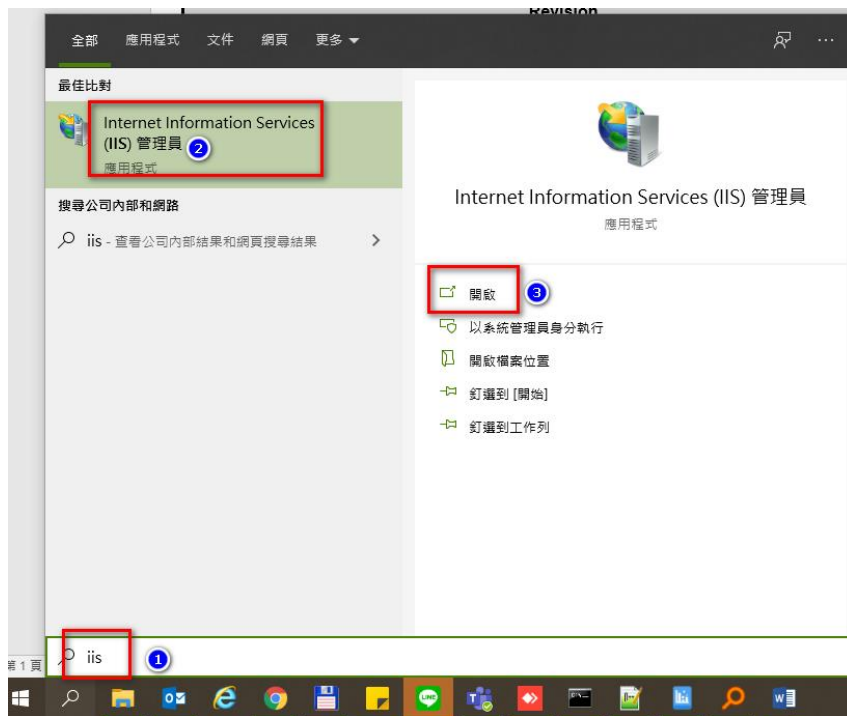 Revision
全部 應用程式 文件 網頁 更多
最佳比對
Internet Information Services
(IIS) 管理員 2
應用程式
搜尋公司內部和網路
iis - 查看公司內部結果和網頁搜尋結果
Internet Information Services (IIS) 管理員
應用程式
開啟 3
以系統管理員身分執行
開啟檔案位置
釘選到 [開始]
釘選到工作列
第 1 頁
iis 1
LINE